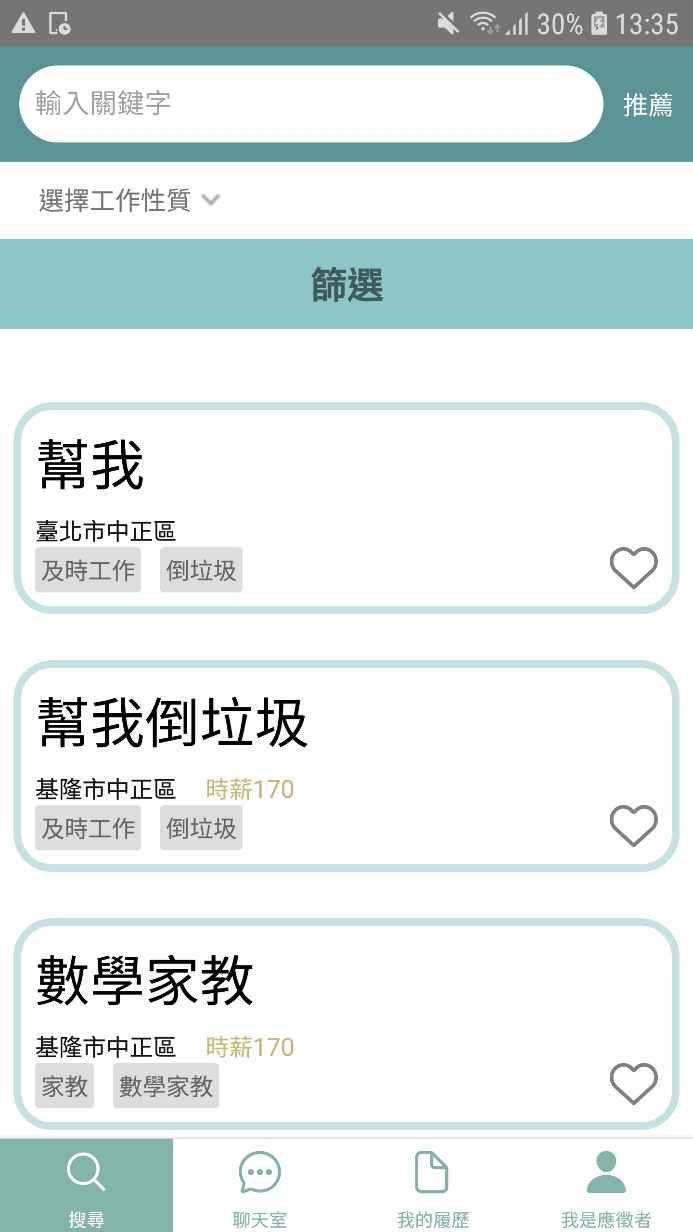 30% 13:35
輸入關鍵字 推薦
選擇工作性質
篩選
幫我
臺北市中正區
及時工作 倒垃圾
幫我倒垃圾
基隆市中正區 時薪170
及時工作 倒垃圾
數學家教
基隆市中正區 時薪170
家教 數學家教
搜尋 聊天室 我的履歷 我是應徵者